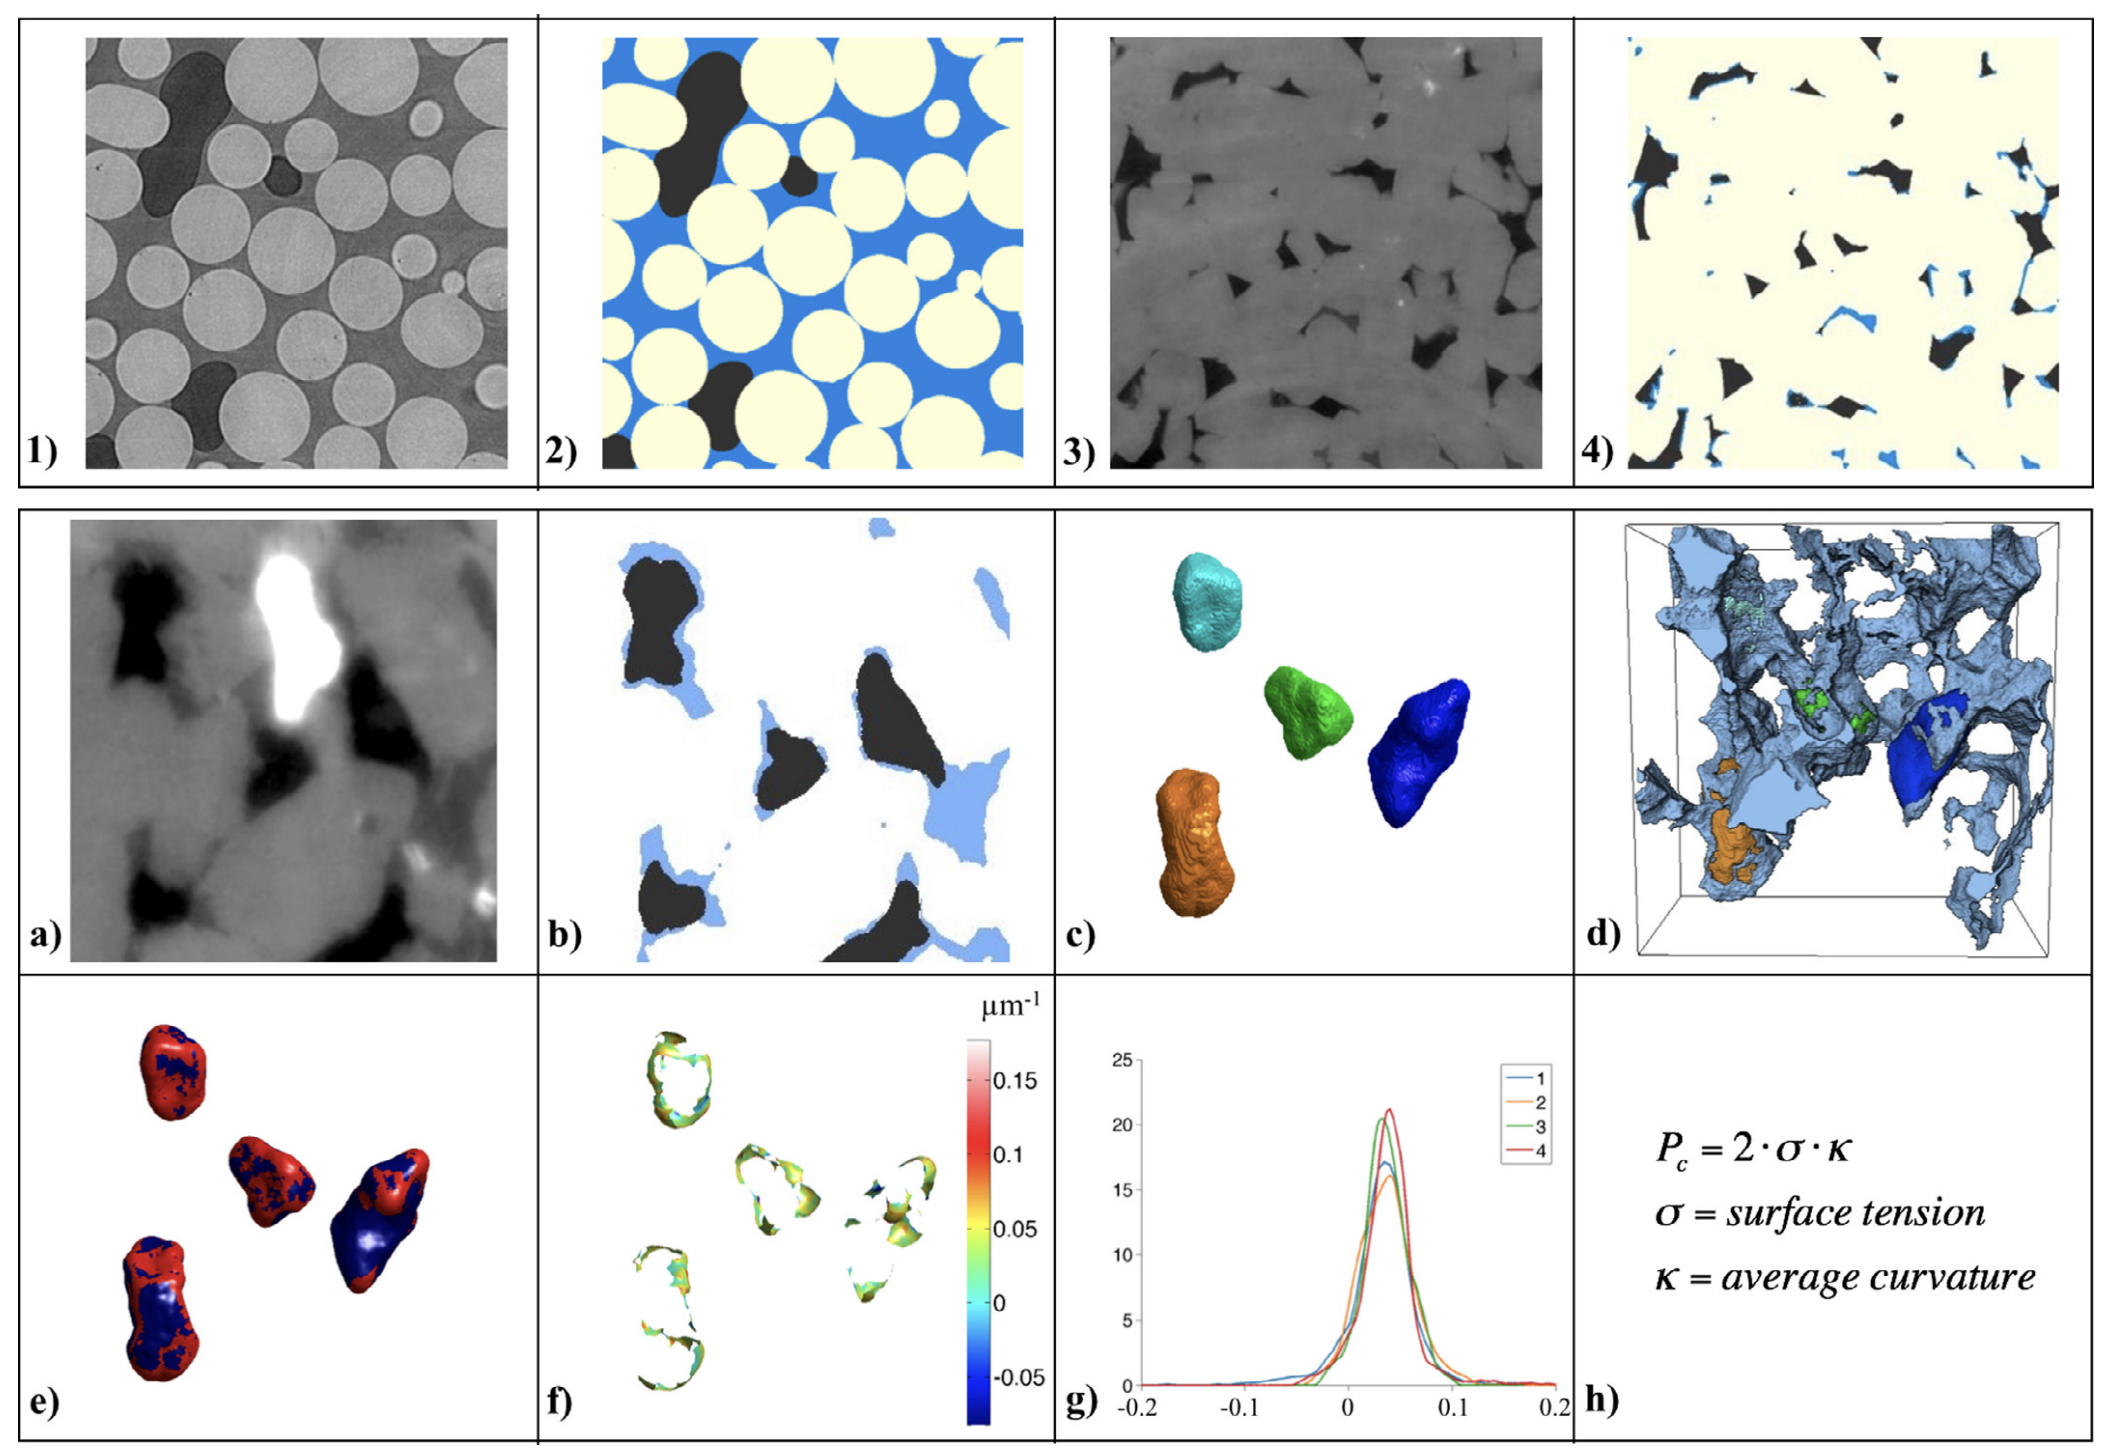 1)
2)
3)
4)
a)
b)
c)
d)
e)
f)
µm-1
0.15
0.1
0.05
0
-0.05
g)
25
20
15
10
5
0
-0.2
-0.1
0
0.1
0.2
1
2
3
4
h)
Pc = 2·σ·κ
σ = surface tension
κ = average curvature